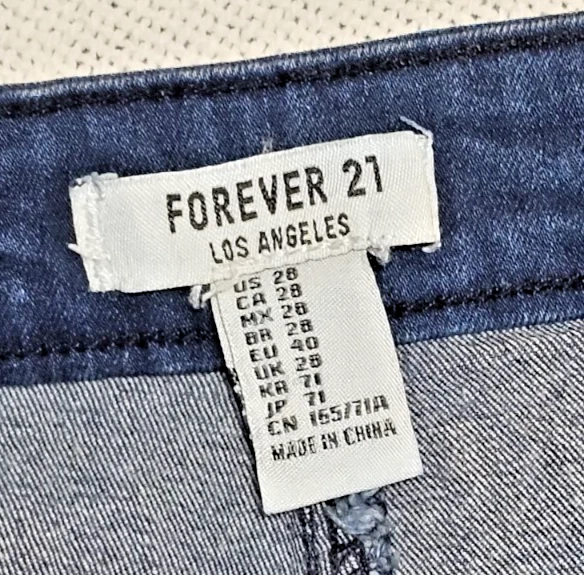 FOREVER 21
LOS ANGELES
US 28
CA 28
MX 28
BR 28
EU 40
UK 28
KR 71
JP 71
CN 165/71A
MADE IN CHINA